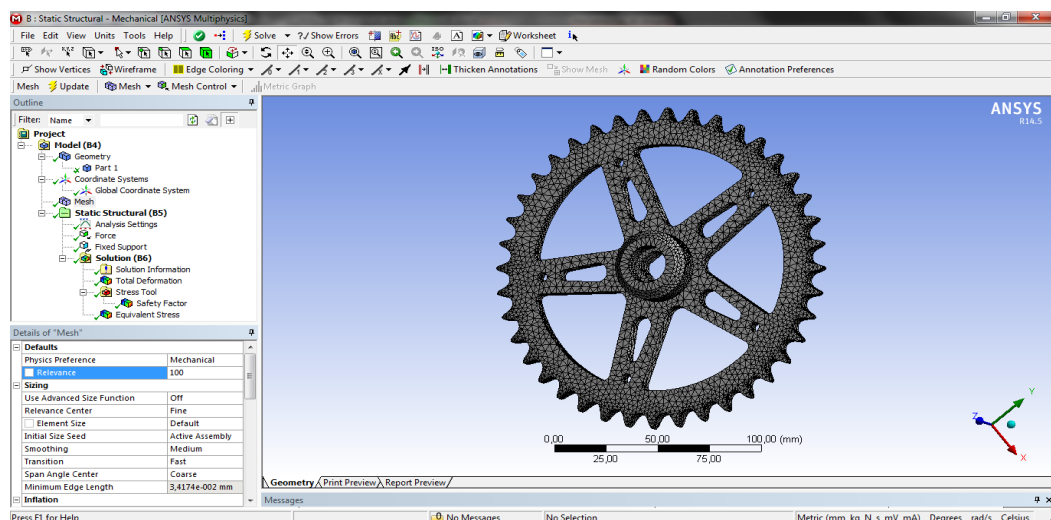 B : Static Structural - Mechanical [ANSYS Multiphysics]
File Edit View Units Tools Help Solve ?/ Show Errors Worksheet
Show Vertices Wireframe Edge Coloring Thicken Annotations Show Mesh Random Colors Annotation Preferences
Mesh Update Mesh Mesh Control Metric Graph
Outline
Filter: Name
Project
Model (B4)
Geometry
Part 1
Coordinate Systems
Global Coordinate System
Mesh
Static Structural (B5)
Analysis Settings
Force
Fixed Support
Solution (B6)
Solution Information
Total Deformation
Stress Tool
Safety Factor
Equivalent Stress
Details of "Mesh"
Defaults
Physics Preference Mechanical
Relevance 100
Sizing
Use Advanced Size Function Off
Relevance Center Fine
Element Size Default
Initial Size Seed Active Assembly
Smoothing Medium
Transition Fast
Span Angle Center Coarse
Minimum Edge Length 3,4174e-002 mm
Inflation
ANSYS
R14.5
0,00 50,00 100,00 (mm)
25,00 75,00
Z Y X
Geometry Print Preview Report Preview
Messages
Press F1 for Help No Messages No Selection Metric (mm, kg, N, s, mV, mA) Degrees rad/s Celsius